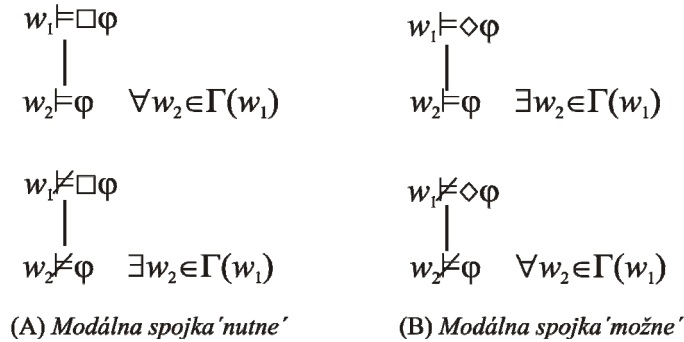 w₁⊨□φ
w₂⊨φ ∀w₂∈Γ(w₁)
w₁⊭□φ
w₂⊭φ ∃w₂∈Γ(w₁)
(A) Modálna spojka ´nutne´
w₁⊨◇φ
w₂⊨φ ∃w₂∈Γ(w₁)
w₁⊭◇φ
w₂⊭φ ∀w₂∈Γ(w₁)
(B) Modálna spojka ´možne´